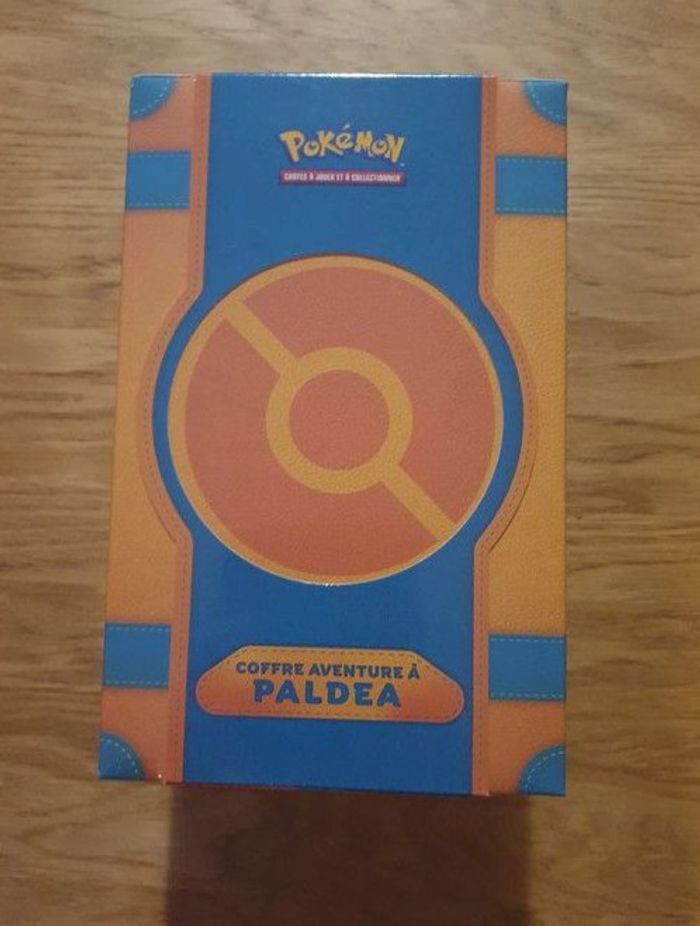 POKéMON
CARTES À JOUER ET À COLLECTIONNER
COFFRE AVENTURE À
PALDEA